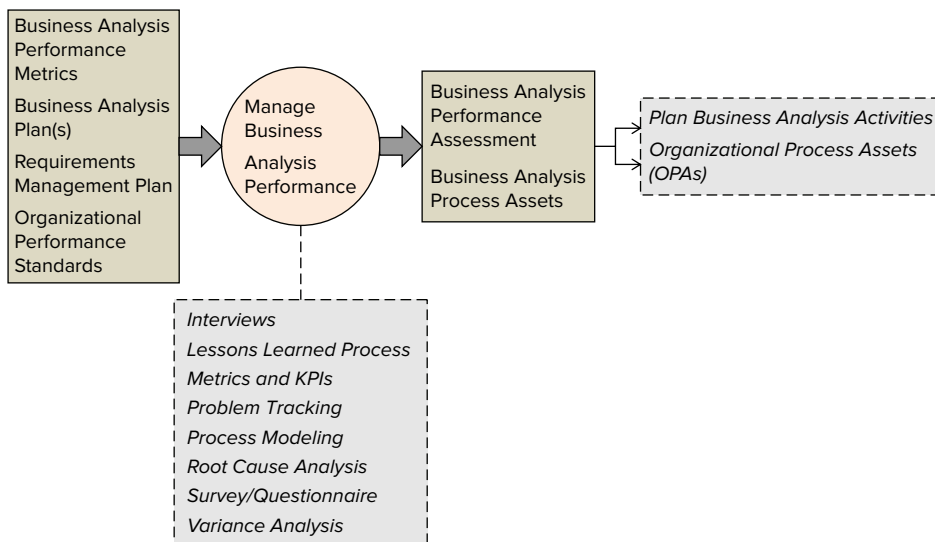 Business Analysis
Performance
Metrics
Business Analysis
Plan(s)
Requirements
Management Plan
Organizational
Performance
Standards
Manage
Business
Analysis
Performance
Business Analysis
Performance
Assessment
Business Analysis
Process Assets
Plan Business Analysis Activities
Organizational Process Assets
(OPAs)
Interviews
Lessons Learned Process
Metrics and KPIs
Problem Tracking
Process Modeling
Root Cause Analysis
Survey/Questionnaire
Variance Analysis